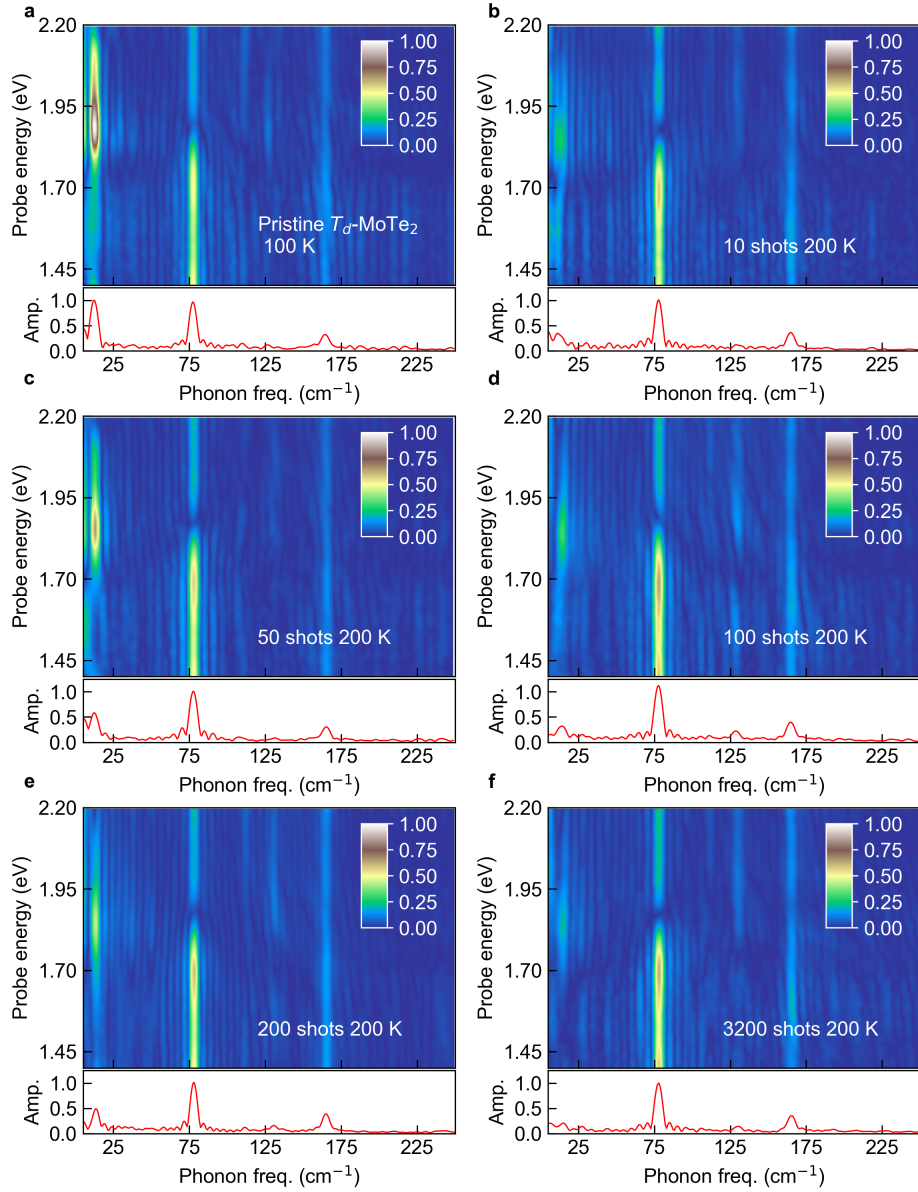 a
2.20
1.95
1.70
1.45
Probe energy (eV)
1.00
0.75
0.50
0.25
0.00
Pristine Td-MoTe2
100 K
1.0
0.5
0.0
Amp.
25 75 125 175 225
Phonon freq. (cm−1)
b
2.20
1.95
1.70
1.45
Probe energy (eV)
1.00
0.75
0.50
0.25
0.00
10 shots 200 K
1.0
0.5
0.0
Amp.
25 75 125 175 225
Phonon freq. (cm−1)
c
2.20
1.95
1.70
1.45
Probe energy (eV)
1.00
0.75
0.50
0.25
0.00
50 shots 200 K
1.0
0.5
0.0
Amp.
25 75 125 175 225
Phonon freq. (cm−1)
d
2.20
1.95
1.70
1.45
Probe energy (eV)
1.00
0.75
0.50
0.25
0.00
100 shots 200 K
1.0
0.5
0.0
Amp.
25 75 125 175 225
Phonon freq. (cm−1)
e
2.20
1.95
1.70
1.45
Probe energy (eV)
1.00
0.75
0.50
0.25
0.00
200 shots 200 K
1.0
0.5
0.0
Amp.
25 75 125 175 225
Phonon freq. (cm−1)
f
2.20
1.95
1.70
1.45
Probe energy (eV)
1.00
0.75
0.50
0.25
0.00
3200 shots 200 K
1.0
0.5
0.0
Amp.
25 75 125 175 225
Phonon freq. (cm−1)